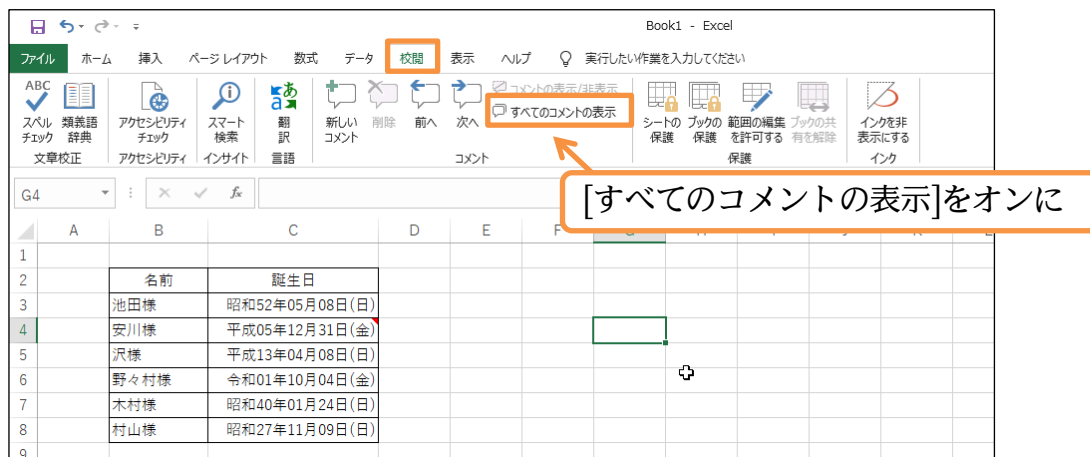 Book1 - Excel
ファイル ホーム 挿入 ページ レイアウト 数式 データ 校閲 表示 ヘルプ 実行したい作業を入力してください
ABC
コメントの表示/非表示
すべてのコメントの表示
スペル 類義語 アクセシビリティ スマート 翻 新しい 削除 前へ 次へ シートの ブックの 範囲の編集 ブックの共 インクを非
チェック 辞典 チェック 検索 訳 コメント 保護 保護 を許可する 有を解除 表示にする
文章校正 アクセシビリティ インサイト 言語 コメント 保護 インク
[すべてのコメントの表示]をオンに
G4 fx
A B C D E F G H
1
2 名前 誕生日
3 池田様 昭和52年05月08日(日)
4 安川様 平成05年12月31日(金)
5 沢様 平成13年04月08日(日)
6 野々村様 令和01年10月04日(金)
7 木村様 昭和40年01月24日(日)
8 村山様 昭和27年11月09日(日)
9